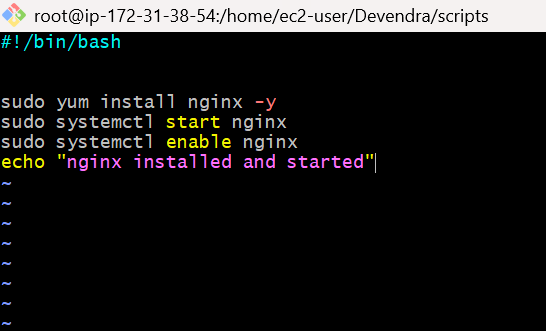 root@ip-172-31-38-54:/home/ec2-user/Devendra/scripts
#!/bin/bash
sudo yum install nginx -y
sudo systemctl start nginx
sudo systemctl enable nginx
echo "nginx installed and started"
~
~
~
~
~
~
~
~